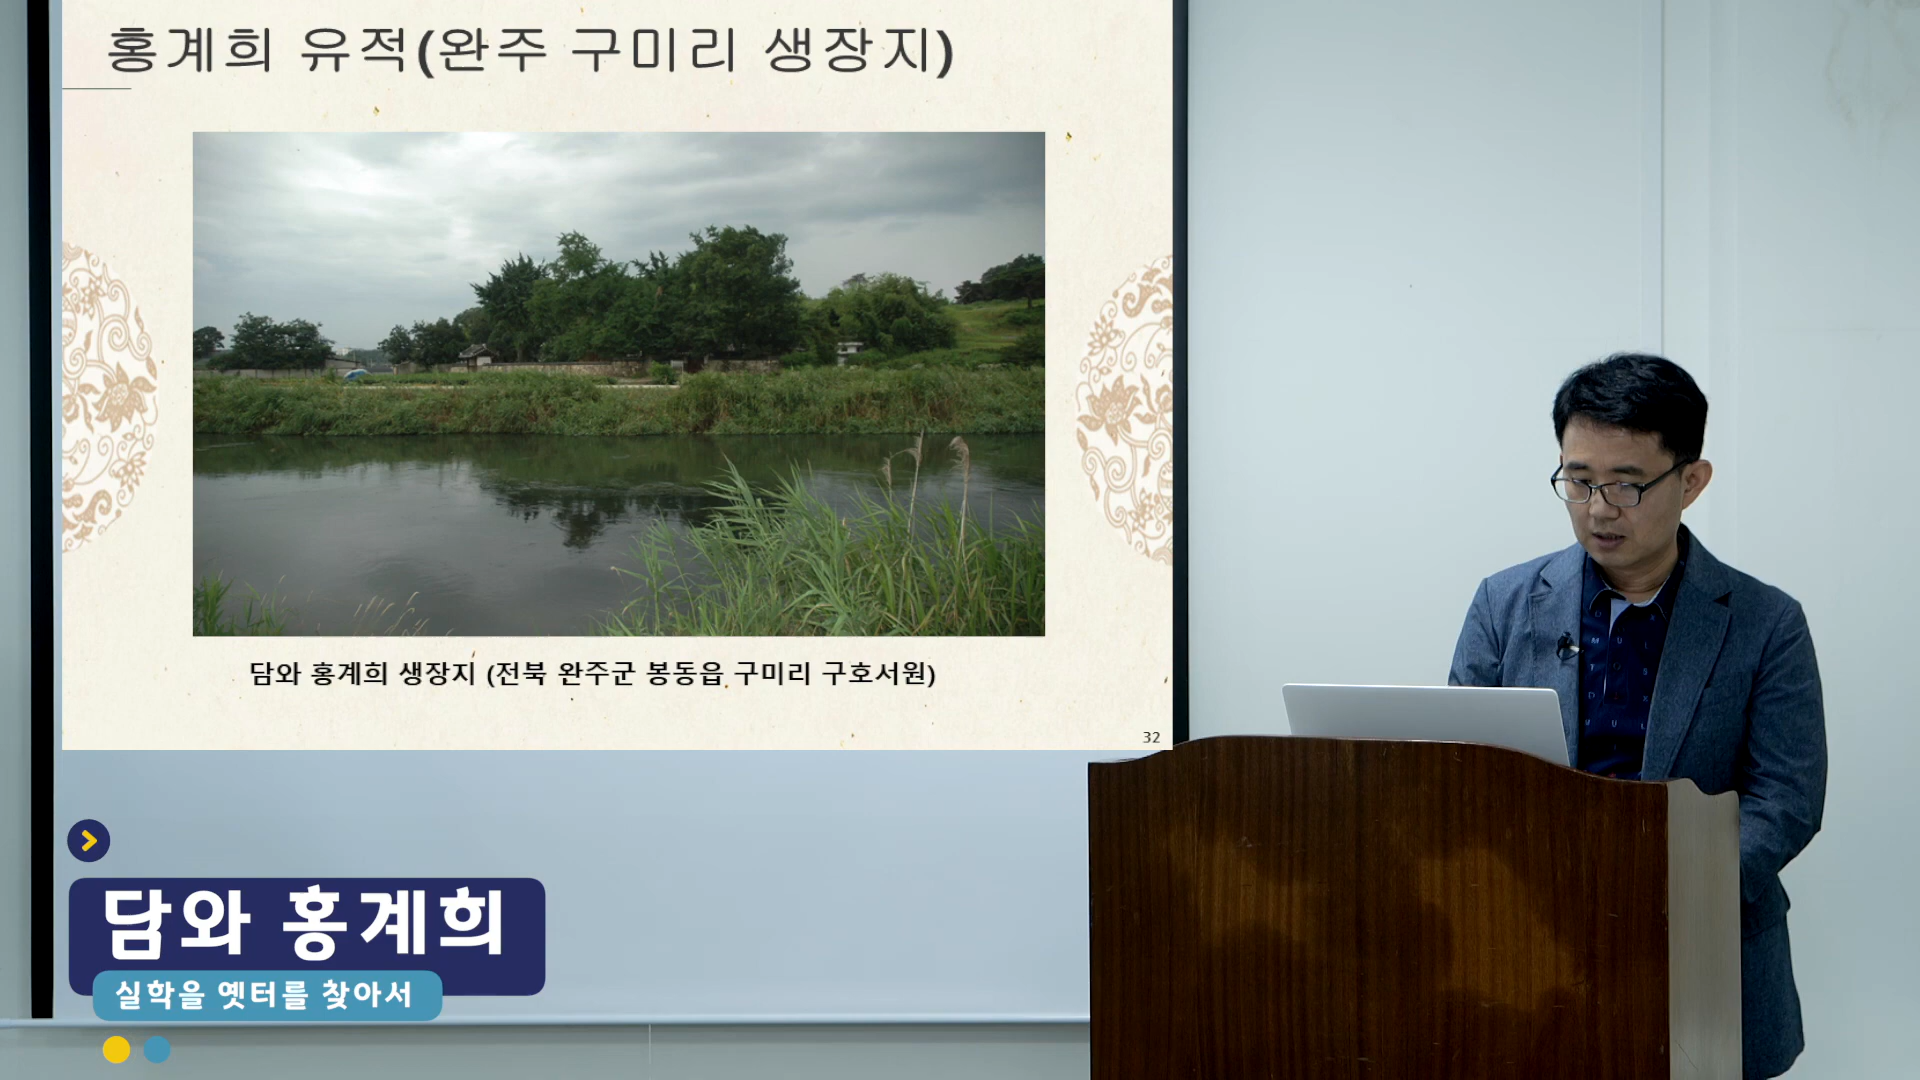 홍계희 유적(완주 구미리 생장지)
담와 홍계희 생장지 (전북 완주군 봉동읍 구미리 구호서원)
32
담와 홍계희
실학을 옛터를 찾아서